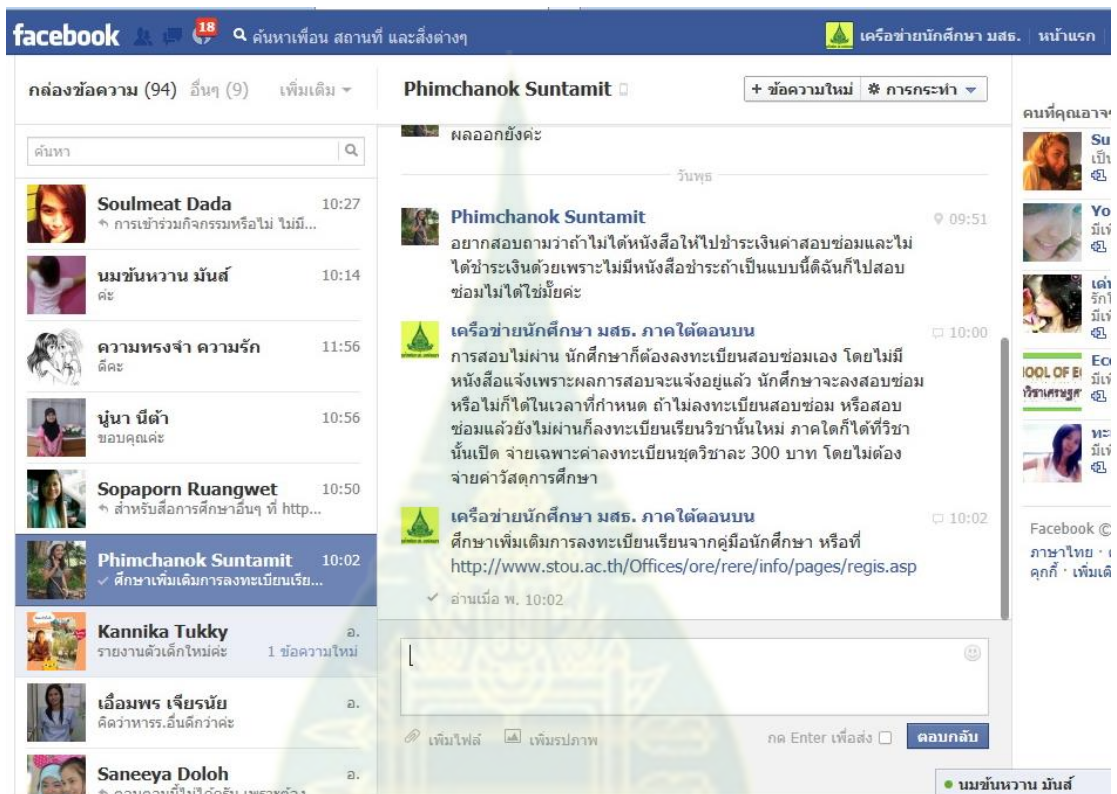 facebook 18 ค้นหาเพื่อน สถานที่ และสิ่งต่างๆ เครือข่ายนักศึกษา มสธ. หน้าแรก
กล่องข้อความ (94) อื่นๆ (9) เพิ่มเติม
ค้นหา
Soulmeat Dada 10:27
การเข้าร่วมกิจกรรมหรือไม่ ไม่มี...
นมข้นหวาน มันส์ 10:14
ค่ะ
ความทรงจำ ความรัก 11:56
ดีคะ
นู๋นา นีต้า 10:56
ขอบคุณค่ะ
Sopaporn Ruangwet 10:50
สำหรับสื่อการศึกษาอื่นๆ ที่ http...
Phimchanok Suntamit 10:02
ศึกษาเพิ่มเติมการลงทะเบียนเรีย...
Kannika Tukky อ.
รายงานตัวเด็กใหม่ค่ะ 1 ข้อความใหม่
เอื้อมพร เจียรนัย อ.
คิดว่าหารร.อื่นดีกว่าค่ะ
Saneeya Doloh อ.
Phimchanok Suntamit + ข้อความใหม่ การกระทำ
ผลออกยังค่ะ
วันพุธ
Phimchanok Suntamit 09:51
อยากสอบถามว่าถ้าไม่ได้หนังสือให้ไปชำระเงินค่าสอบซ่อมและไม่
ได้ชำระเงินด้วยเพราะไม่มีหนังสือชำระถ้าเป็นแบบนี้ดิฉันก็ไปสอบ
ซ่อมไม่ได้ใช่มั้ยค่ะ
เครือข่ายนักศึกษา มสธ. ภาคใต้ตอนบน 10:00
การสอบไม่ผ่าน นักศึกษาก็ต้องลงทะเบียนสอบซ่อมเอง โดยไม่มี
หนังสือแจ้งเพราะผลการสอบจะแจ้งอยู่แล้ว นักศึกษาจะลงสอบซ่อม
หรือไม่ก็ได้ในเวลาที่กำหนด ถ้าไม่ลงทะเบียนสอบซ่อม หรือสอบ
ซ่อมแล้วยังไม่ผ่านก็ลงทะเบียนเรียนวิชานั้นใหม่ ภาคใดก็ได้ที่วิชา
นั้นเปิด จ่ายเฉพาะค่าลงทะเบียนชุดวิชาละ 300 บาท โดยไม่ต้อง
จ่ายค่าวัสดุการศึกษา
เครือข่ายนักศึกษา มสธ. ภาคใต้ตอนบน 10:02
ศึกษาเพิ่มเติมการลงทะเบียนเรียนจากคู่มือนักศึกษา หรือที่
http://www.stou.ac.th/Offices/ore/rere/info/pages/regis.asp
อ่านเมื่อ พ. 10:02
เพิ่มไฟล์ เพิ่มรูปภาพ กด Enter เพื่อส่ง ตอบกลับ
คนที่คุณอาจ
Su
Yo
Facebook ©
ภาษาไทย ·
คุกกี้ ·
นมข้นหวาน มันส์